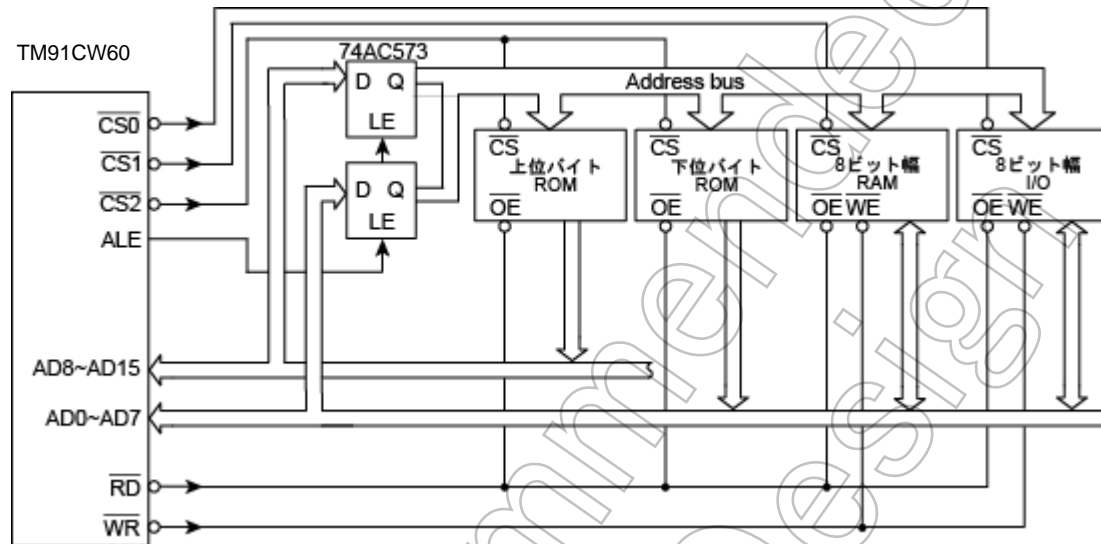 TM91CW60
74AC573
CS0
CS1
CS2
ALE
D Q
LE
D Q
LE
Address bus
CS
上位バイト
ROM
OE
CS
下位バイト
ROM
OE
CS
8ビット幅
RAM
OE WE
CS
8ビット幅
I/O
OE WE
AD8~AD15
AD0~AD7
RD
WR